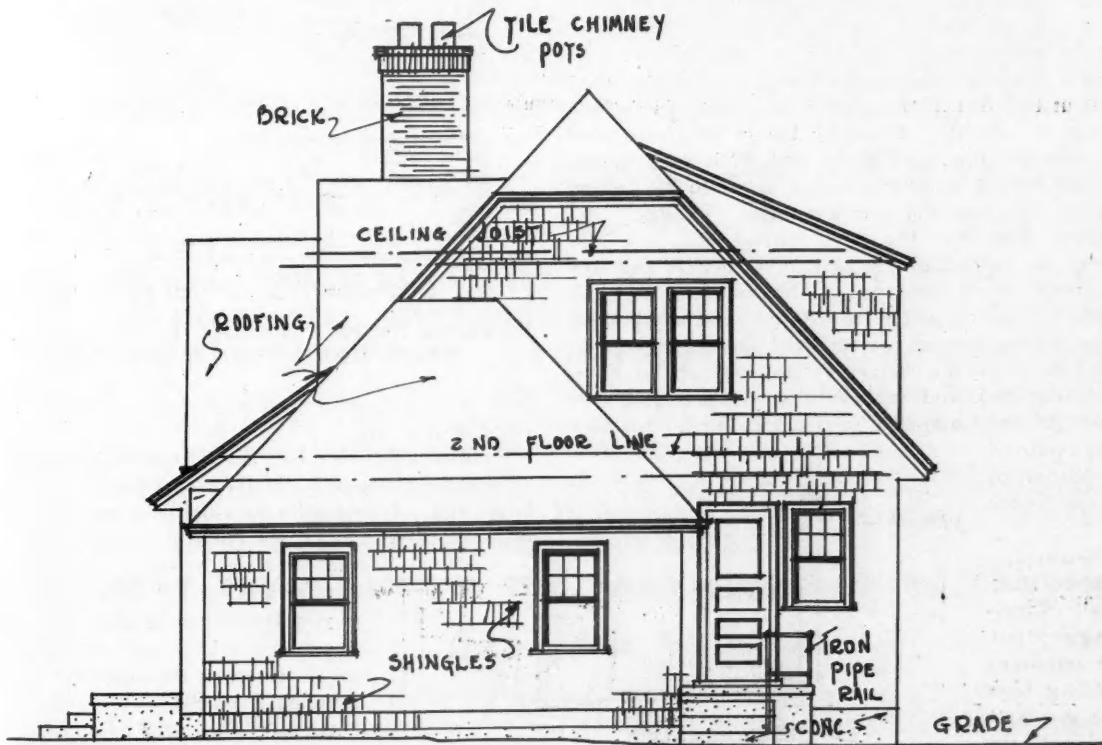 TILE CHIMNEY
POTS
BRICK
CEILING JOIST
ROOFING
2ND FLOOR LINE
SHINGLES
IRON
PIPE
RAIL
CONC.
GRADE